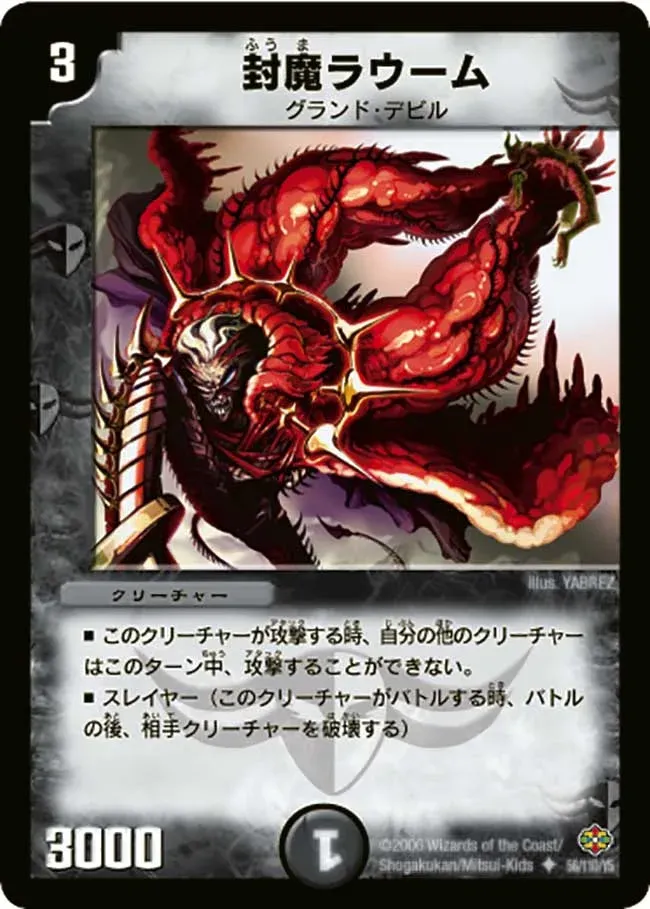 3
ふうま
封魔ラウーム
グランド・デビル
Illus. YABREZ
クリーチャー
■ このクリーチャーが攻撃する時、自分の他のクリーチャー
はこのターン中、攻撃することができない。
■ スレイヤー（このクリーチャーがバトルする時、バトル
の後、相手クリーチャーを破壊する）
3000
1
©2006 Wizards of the Coast/
Shogakukan/Mitsui-Kids 56/110/Y5